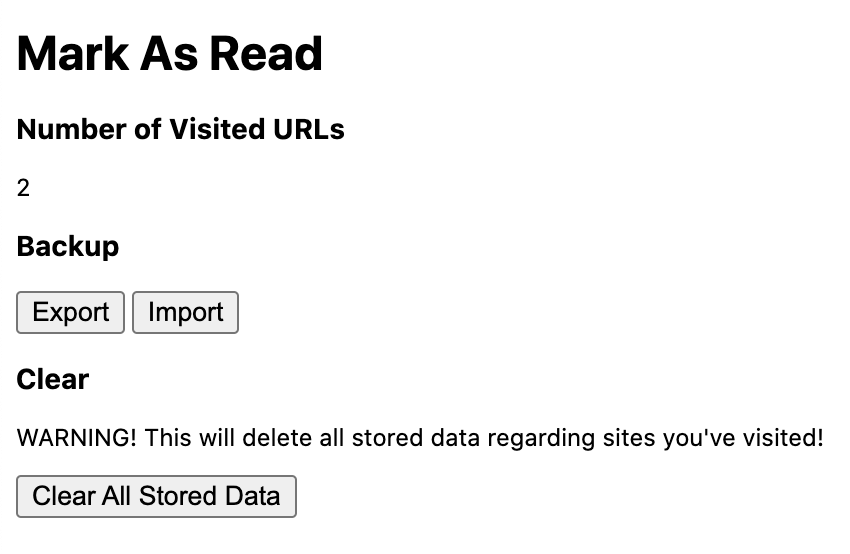 Mark As Read
Number of Visited URLs
2
Backup
Export Import
Clear
WARNING! This will delete all stored data regarding sites you've visited!
Clear All Stored Data